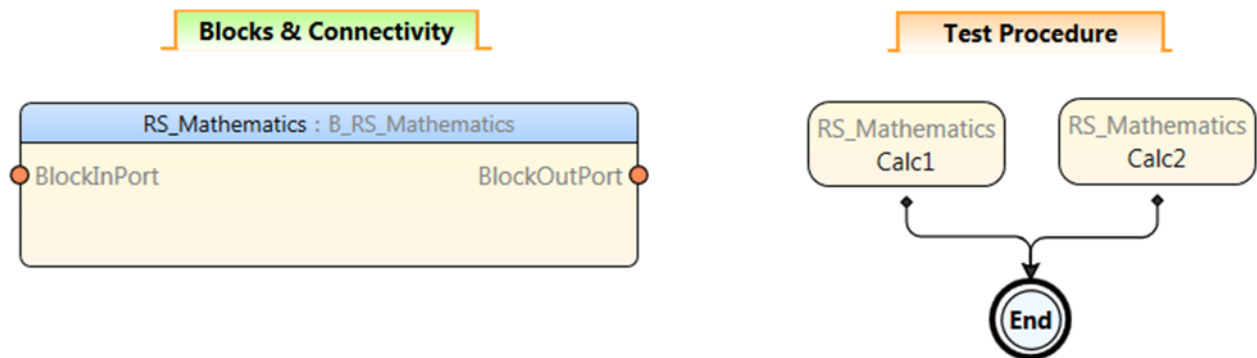 Blocks & Connectivity
RS_Mathematics : B_RS_Mathematics
BlockInPort
BlockOutPort
Test Procedure
RS_Mathematics
Calc1
RS_Mathematics
Calc2
End